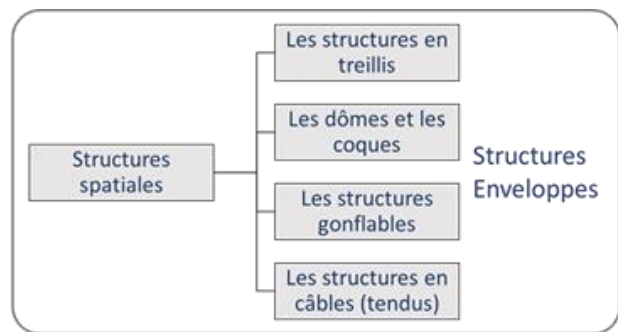 Structures
spatiales
Les structures en
treillis
Les dômes et les
coques
Les structures
gonflables
Les structures en
câbles (tendus)
Structures
Enveloppes